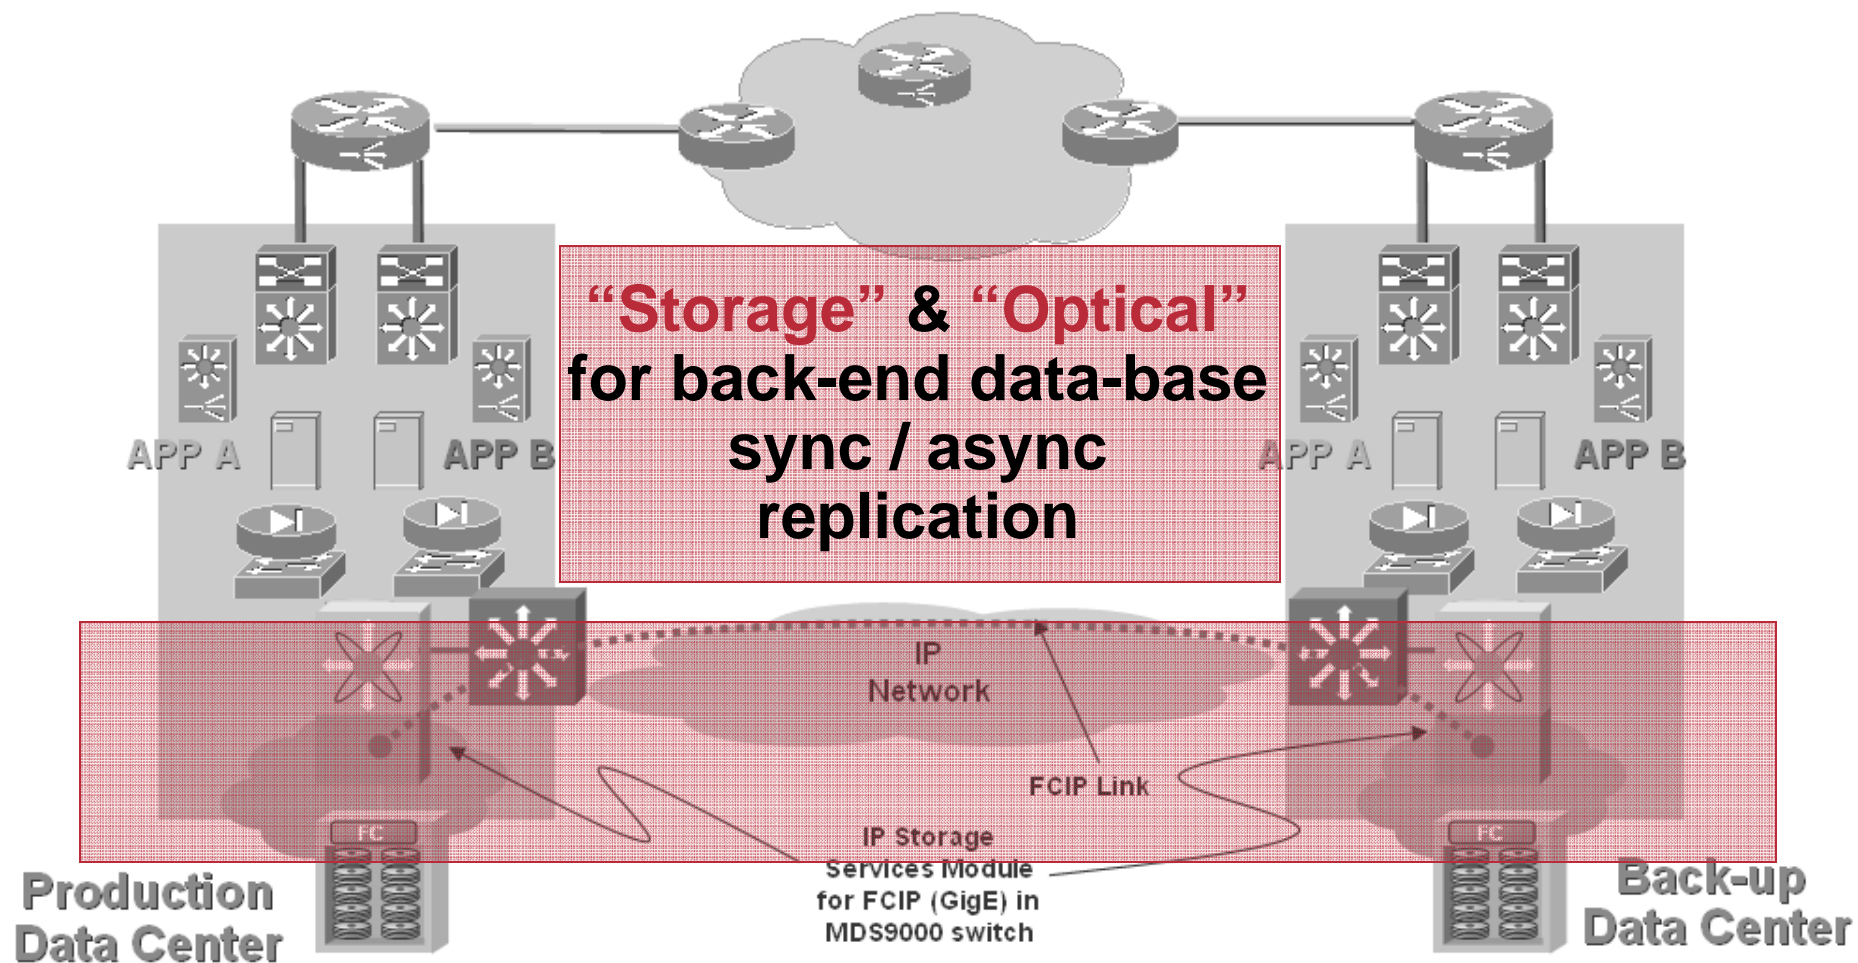 “Storage” & “Optical”
for back-end data-base
sync / async
replication
APP A
APP B
APP A
APP B
IP
Network
FCIP Link
IP Storage
Services Module
for FCIP (GigE) in
MDS9000 switch
FC
FC
Production
Data Center
Back-up
Data Center